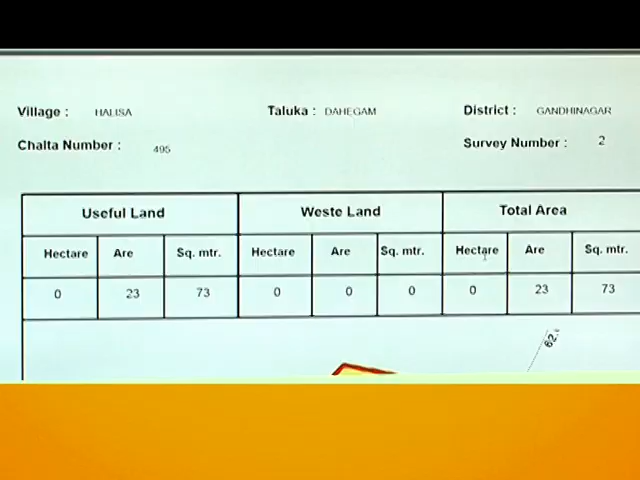 Village : HALISA Taluka : DAHEGAM District : GANDHINAGAR
Chalta Number : 495 Survey Number : 2
Useful Land Weste Land Total Area
Hectare Are Sq. mtr. Hectare Are Sq. mtr. Hectare Are Sq. mtr.
0 23 73 0 0 0 0 23 73